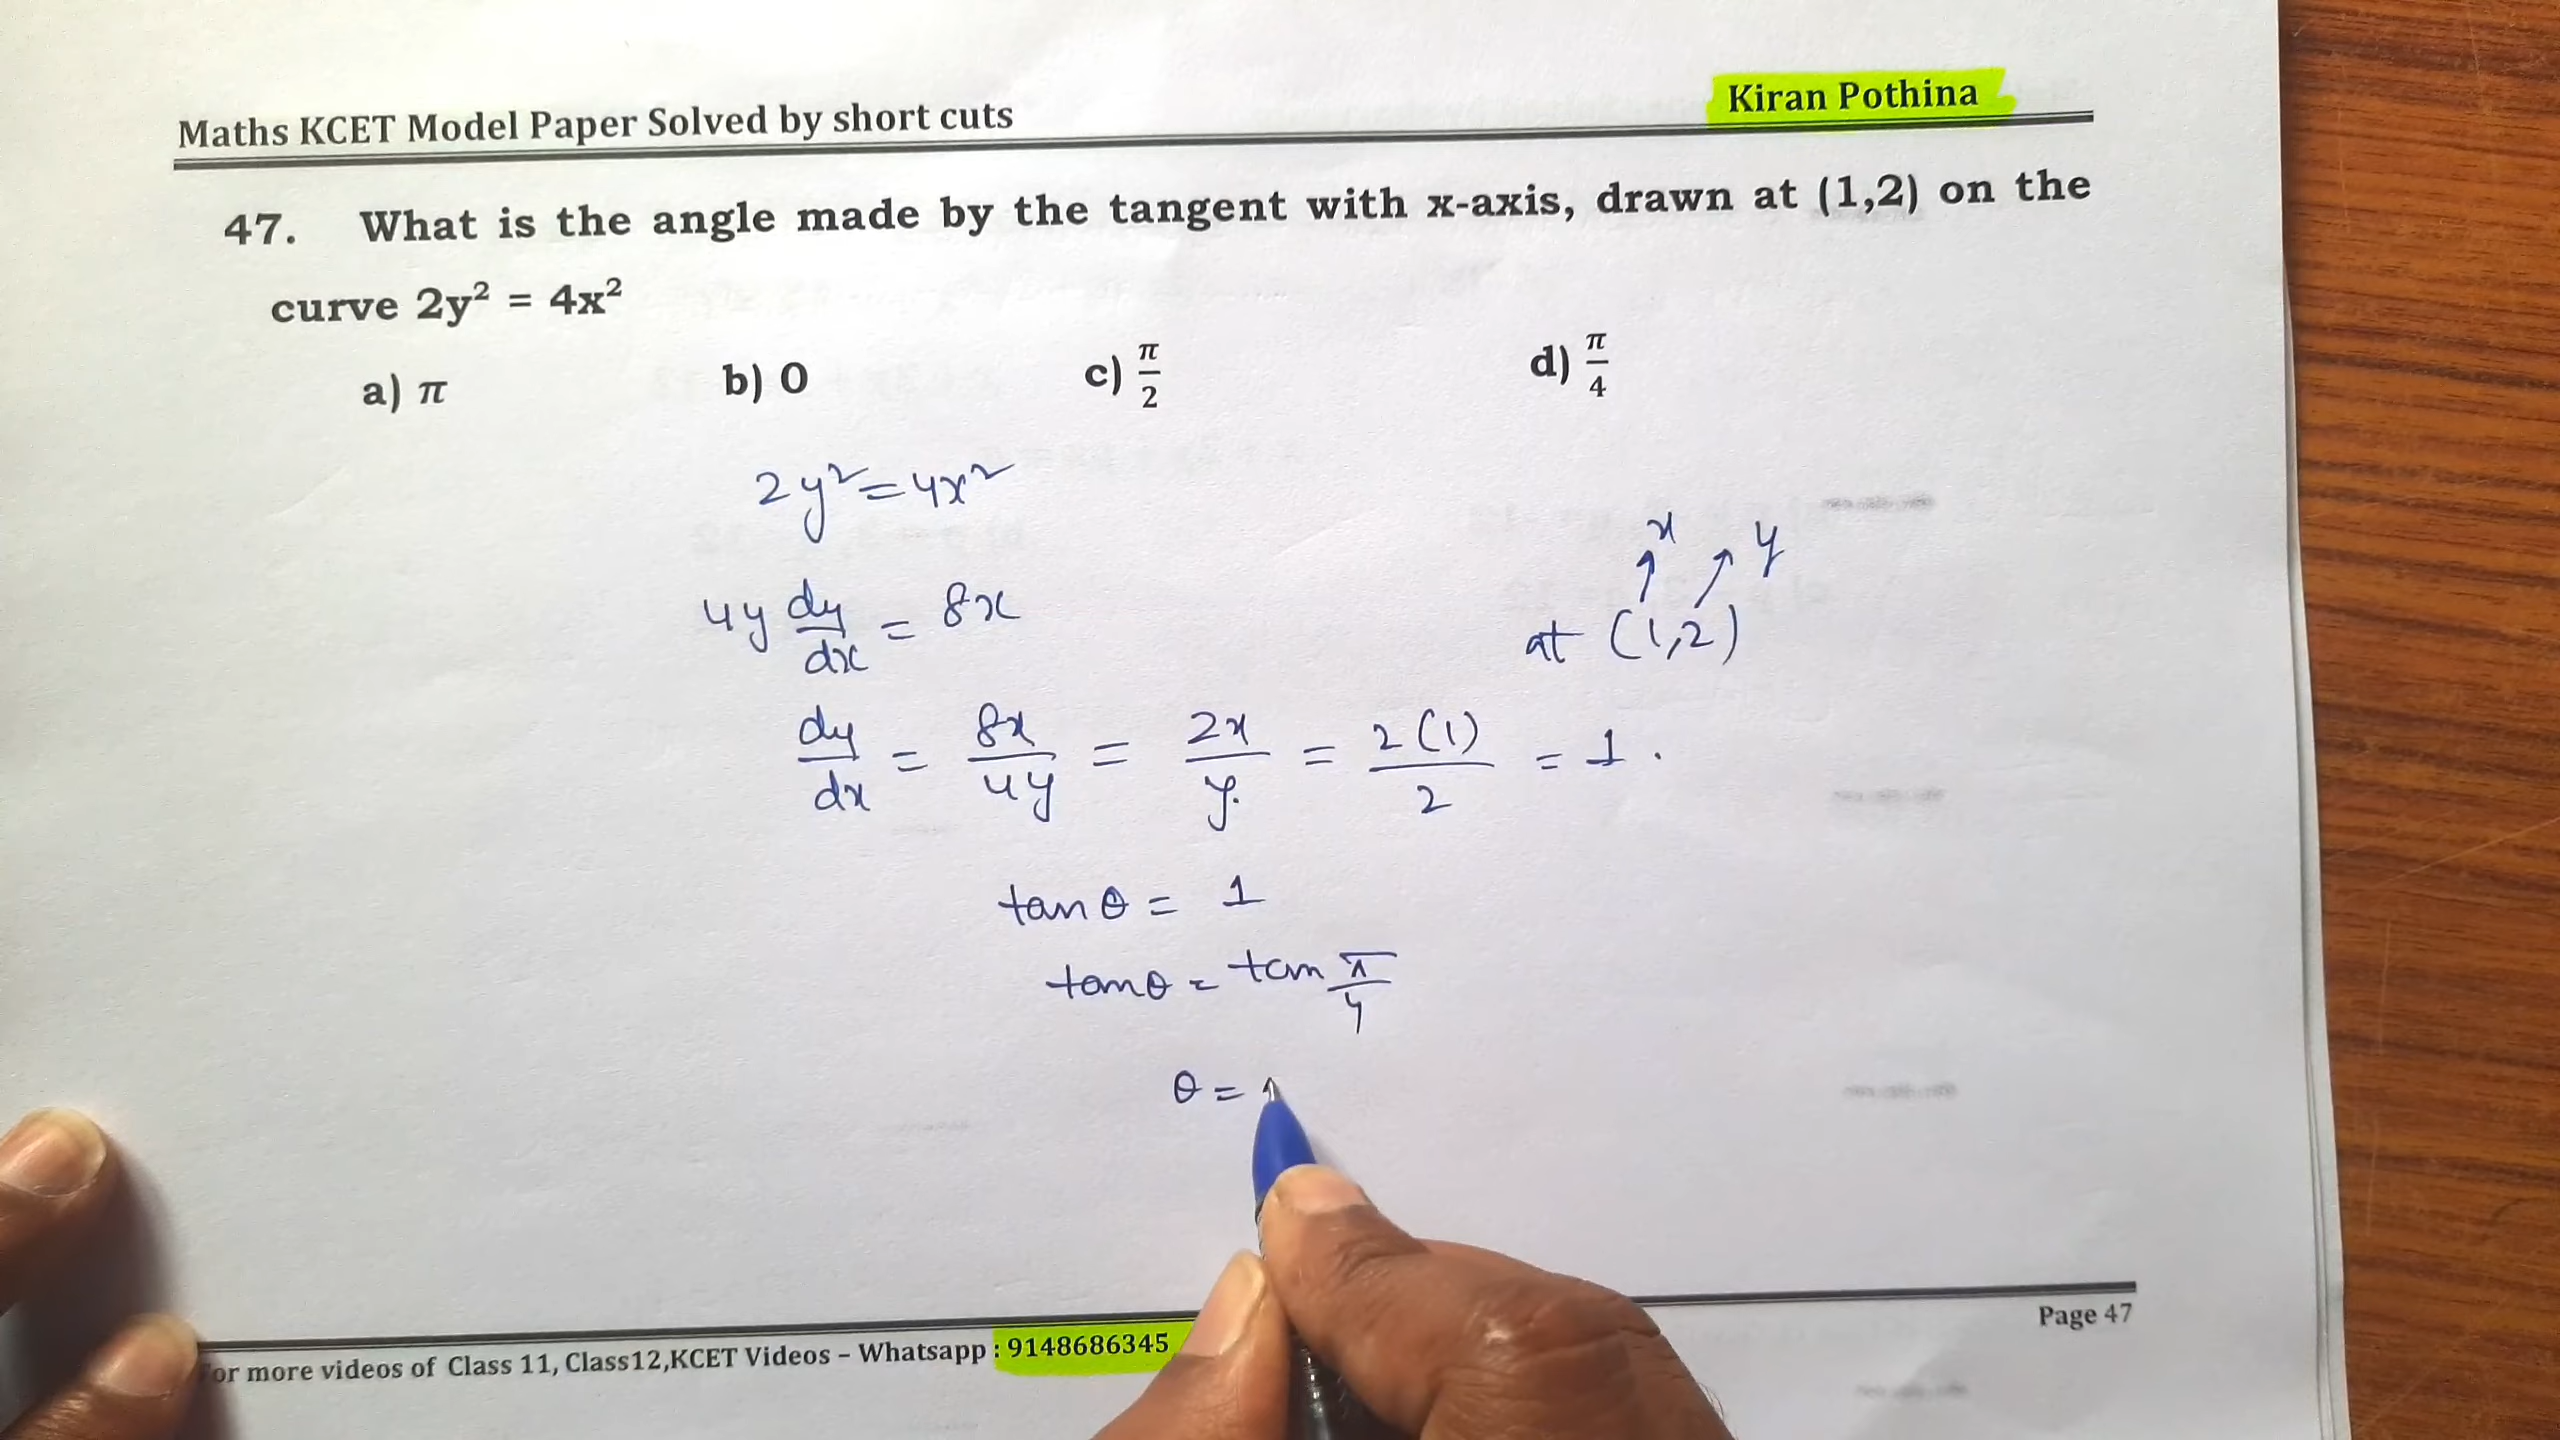 Maths KCET Model Paper Solved by short cuts
Kiran Pothina
47. What is the angle made by the tangent with x-axis, drawn at (1,2) on the
curve 2y² = 4x²
a) π b) 0 c) π/2 d) π/4
2y² = 4x²
x y
4y dy/dx = 8x
at (1,2)
dy/dx = 8x/4y = 2x/y = 2(1)/2 = 1.
tan θ = 1
tan θ = tan π/4
θ =
Page 47
or more videos of Class 11, Class12,KCET Videos – Whatsapp : 9148686345